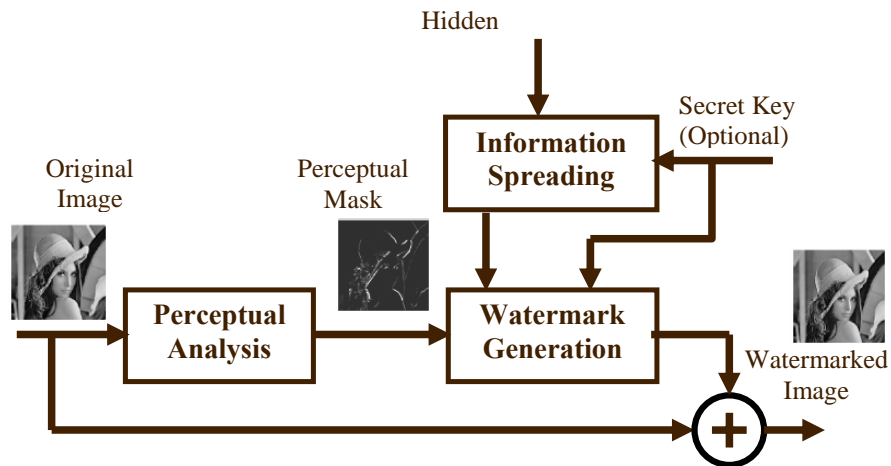 Hidden
Information
Spreading
Secret Key
(Optional)
Original
Image
Perceptual
Mask
Perceptual
Analysis
Watermark
Generation
Watermarked
Image